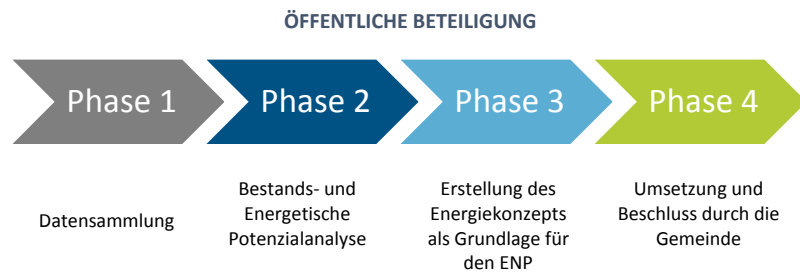 ÖFFENTLICHE BETEILIGUNG
Phase 1
Phase 2
Phase 3
Phase 4
Datensammlung
Bestands- und
Energetische
Potenzialanalyse
Erstellung des
Energiekonzepts
als Grundlage für
den ENP
Umsetzung und
Beschluss durch die
Gemeinde